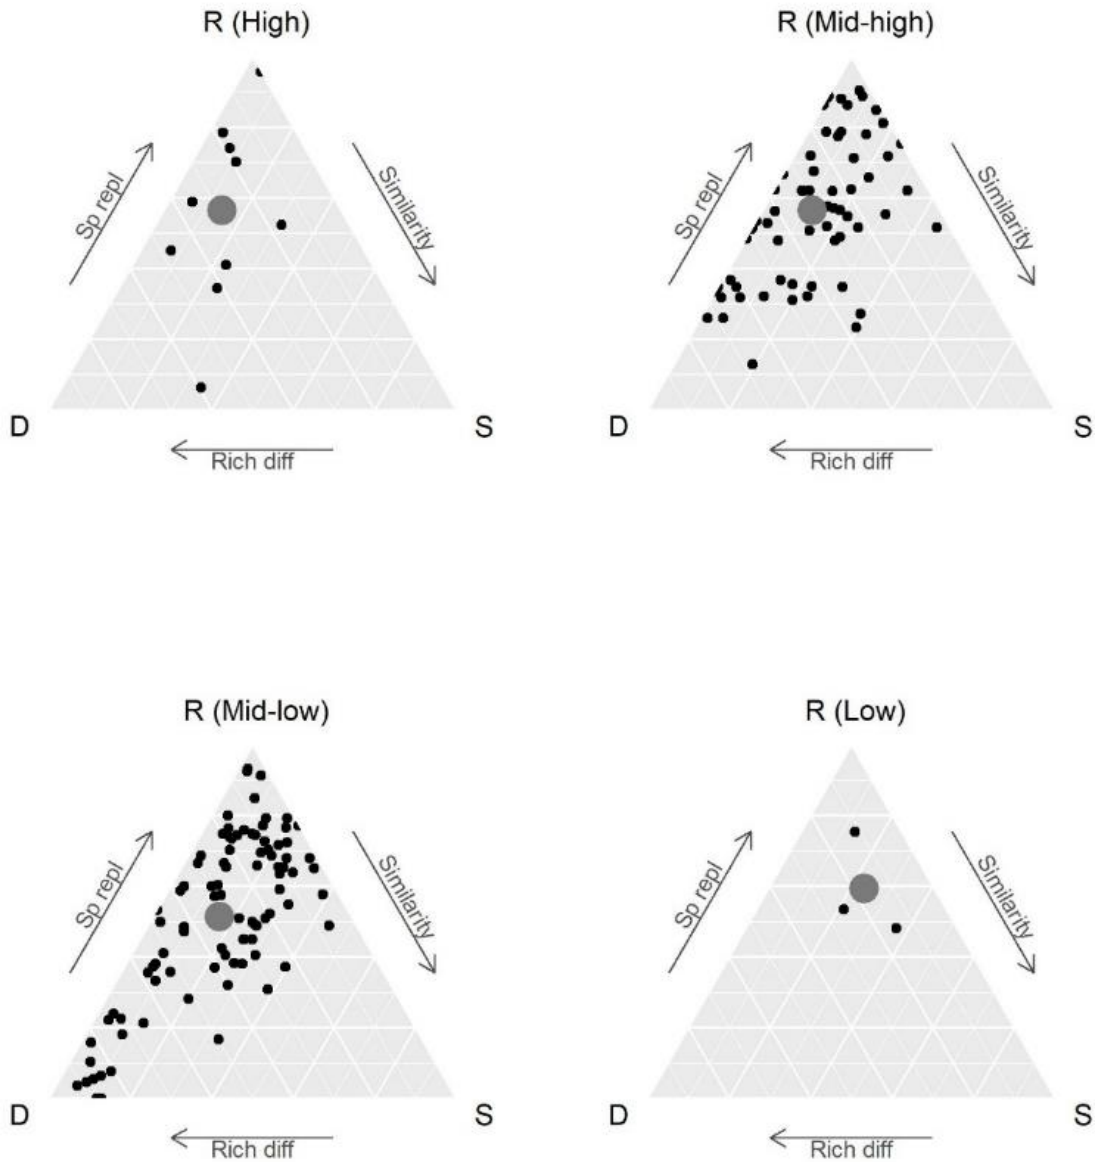 R (High)
Sp repl
Similarity
D
S
Rich diff
R (Mid-high)
Sp repl
Similarity
D
S
Rich diff
R (Mid-low)
Sp repl
Similarity
D
S
Rich diff
R (Low)
Sp repl
Similarity
D
S
Rich diff